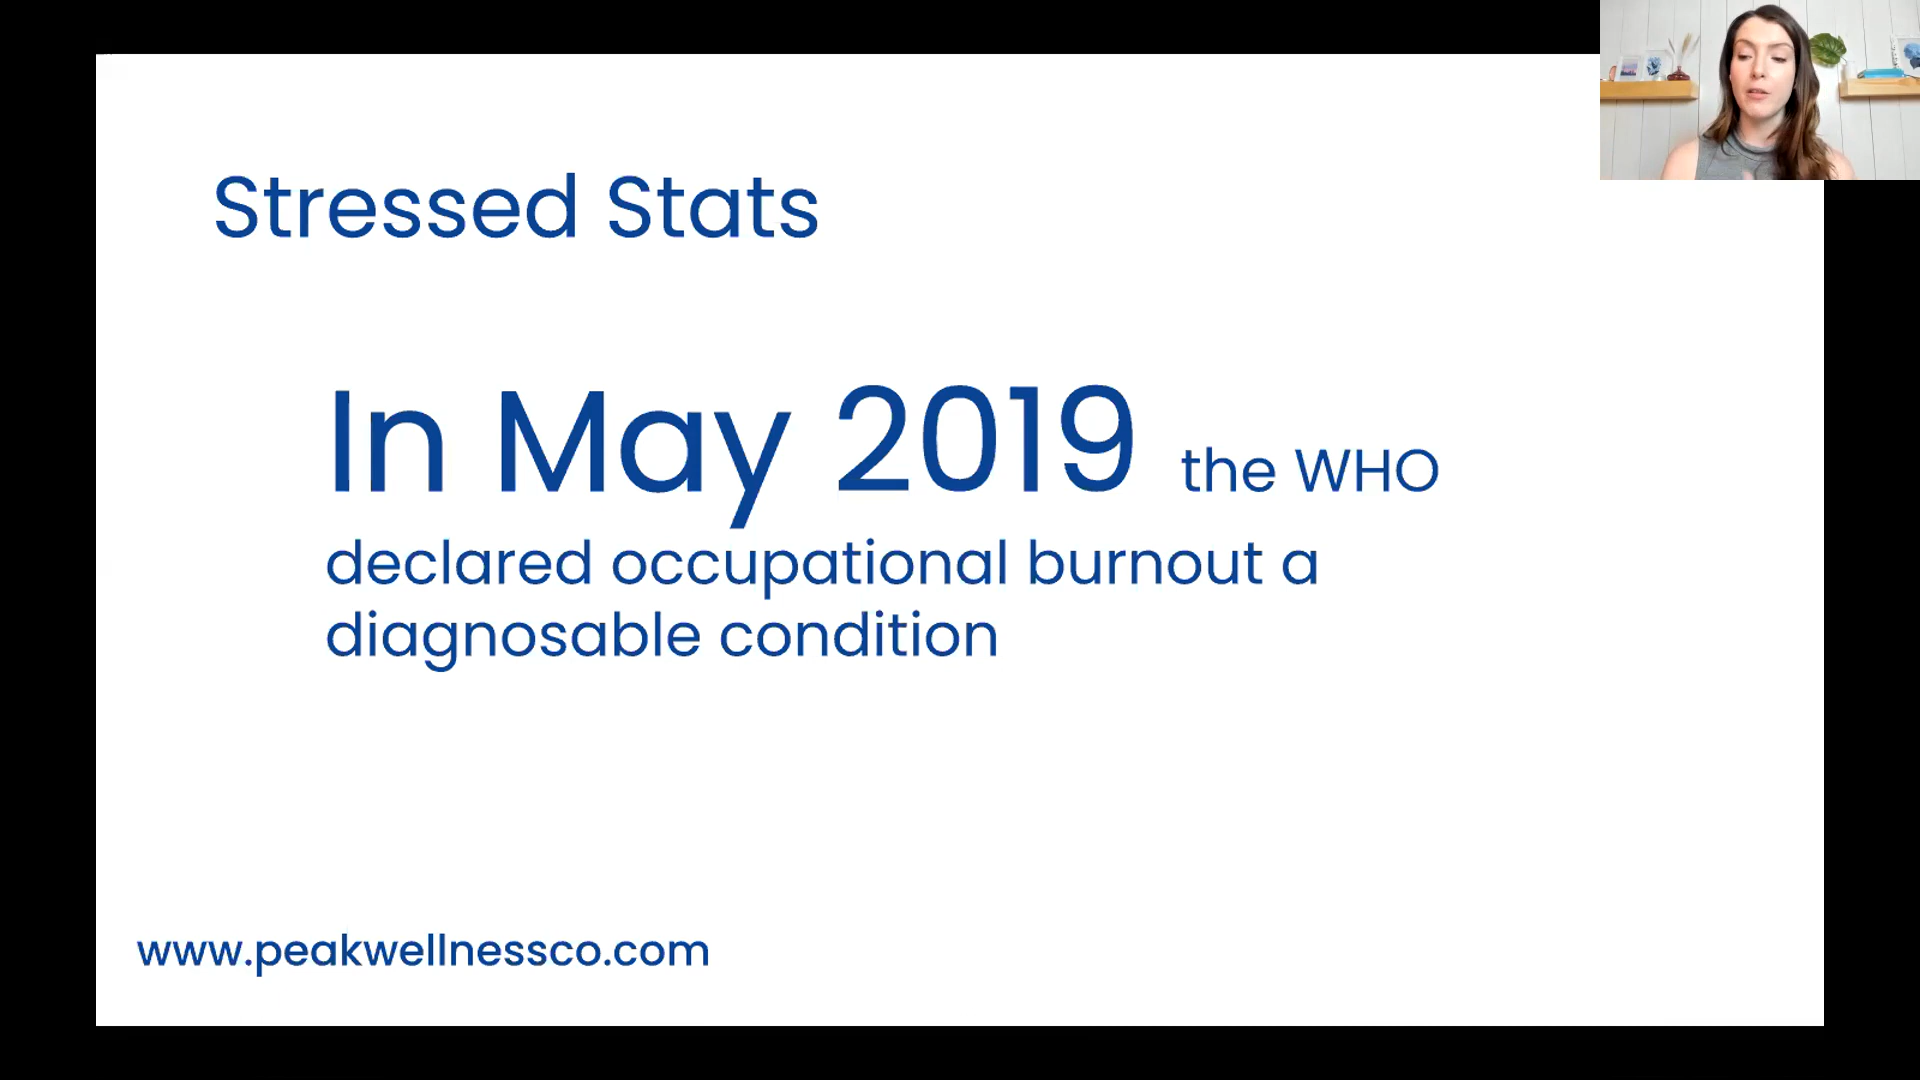 Stressed Stats
In May 2019 the WHO
declared occupational burnout a
diagnosable condition
www.peakwellnessco.com